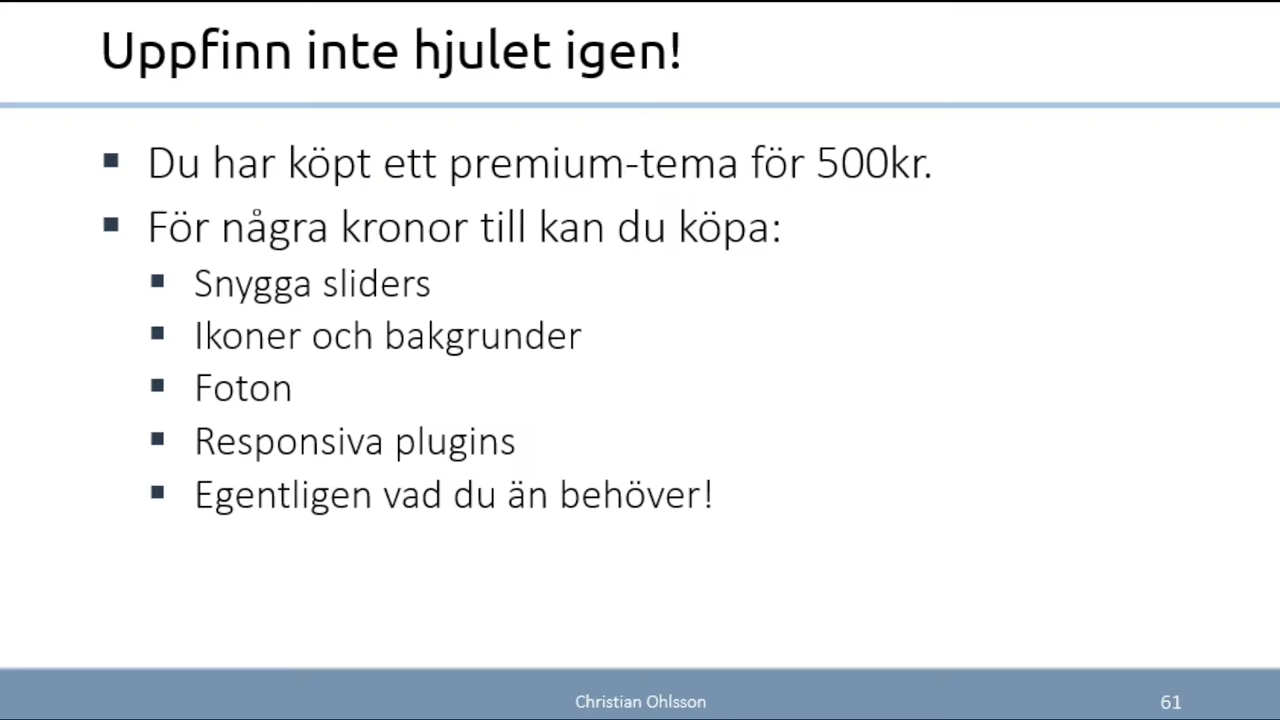 Uppfinn inte hjulet igen!
Du har köpt ett premium-tema för 500kr.
För några kronor till kan du köpa:
Snygga sliders
Ikoner och bakgrunder
Foton
Responsiva plugins
Egentligen vad du än behöver!
Christian Ohlsson
61